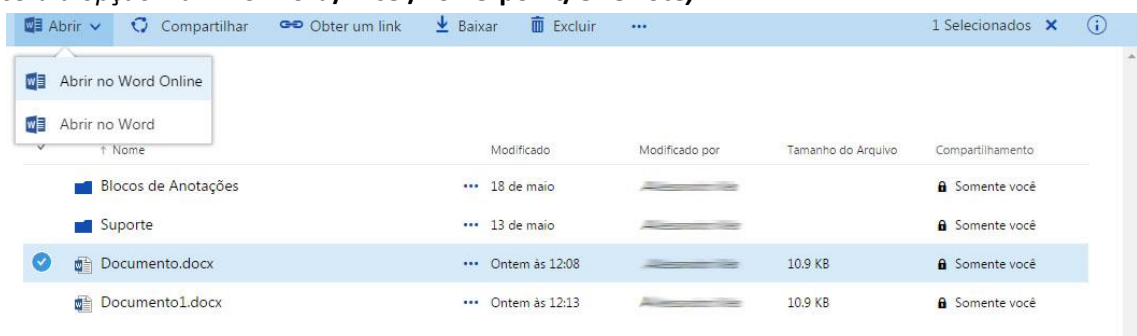 Abrir Compartilhar Obter um link Baixar Excluir ... 1 Selecionados
Abrir no Word Online
Abrir no Word
Nome Modificado Modificado por Tamanho do Arquivo Compartilhamento
Blocos de Anotações ... 18 de maio Somente você
Suporte ... 13 de maio Somente você
Documento.docx ... Ontem às 12:08 10.9 KB Somente você
Documento1.docx ... Ontem às 12:13 10.9 KB Somente você